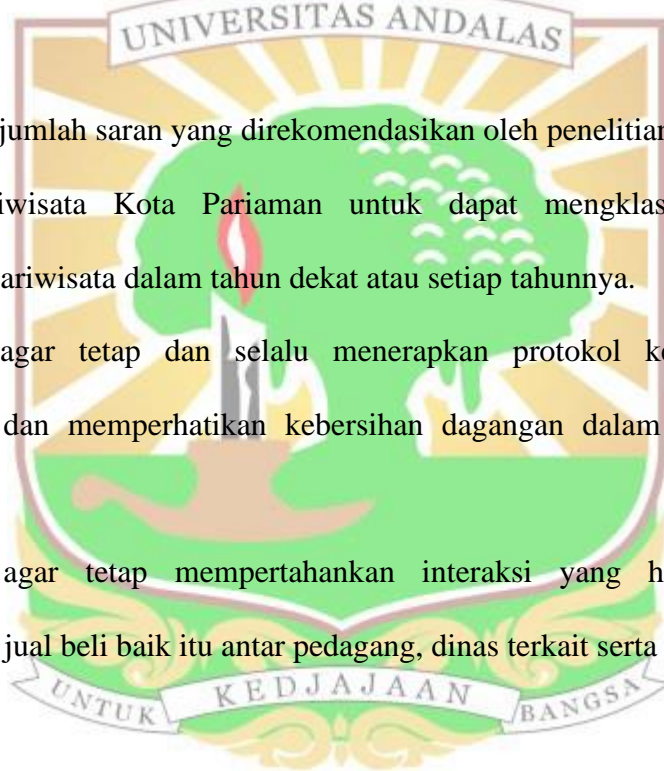 UNIVERSITAS ANDALAS
jumlah saran yang direkomendasikan oleh penelitian
iwisata Kota Pariaman untuk dapat mengklas
ariwisata dalam tahun dekat atau setiap tahunnya.
agar tetap dan selalu menerapkan protokol ke
dan memperhatikan kebersihan dagangan dalam
agar tetap mempertahankan interaksi yang h
jual beli baik itu antar pedagang, dinas terkait serta
UNTUK KEDJAJAAN BANGSA